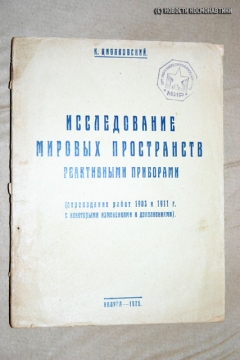 (C) НОВОСТИ КОСМОНАВТИКИ
К. ЦИОЛКОВСКИЙ.
ИССЛЕДОВАНИЕ
МИРОВЫХ ПРОСТРАНСТВ
РЕАКТИВНЫМИ ПРИБОРАМИ
(переиздание работ 1903 и 1911 г.
с некоторыми изменениями и дополнениями).
КАЛУГА—1926.